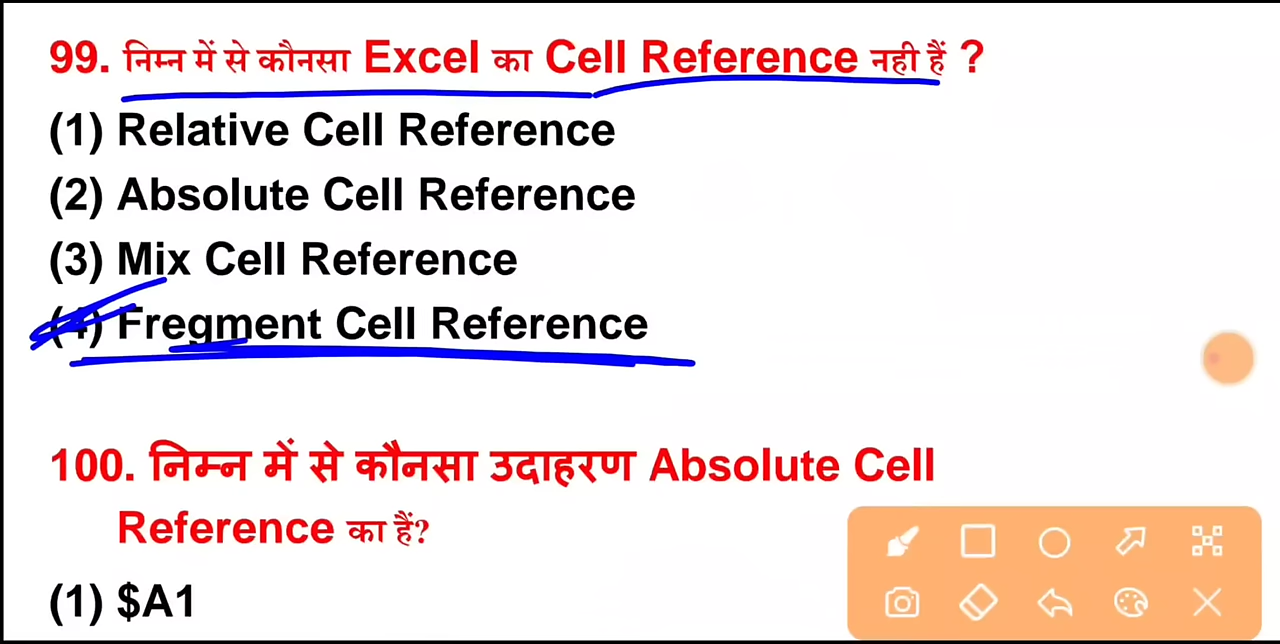 99. निम्न में से कौनसा Excel का Cell Reference नही हैं ?
(1) Relative Cell Reference
(2) Absolute Cell Reference
(3) Mix Cell Reference
(4) Fregment Cell Reference
100. निम्न में से कौनसा उदाहरण Absolute Cell
Reference का हैं?
(1) $A1